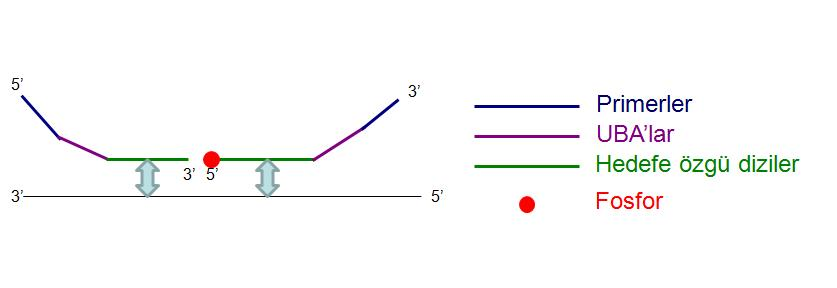 5’
3’
3’ 5’
3’ 5’
Primerler
UBA’lar
Hedefe özgü diziler
Fosfor